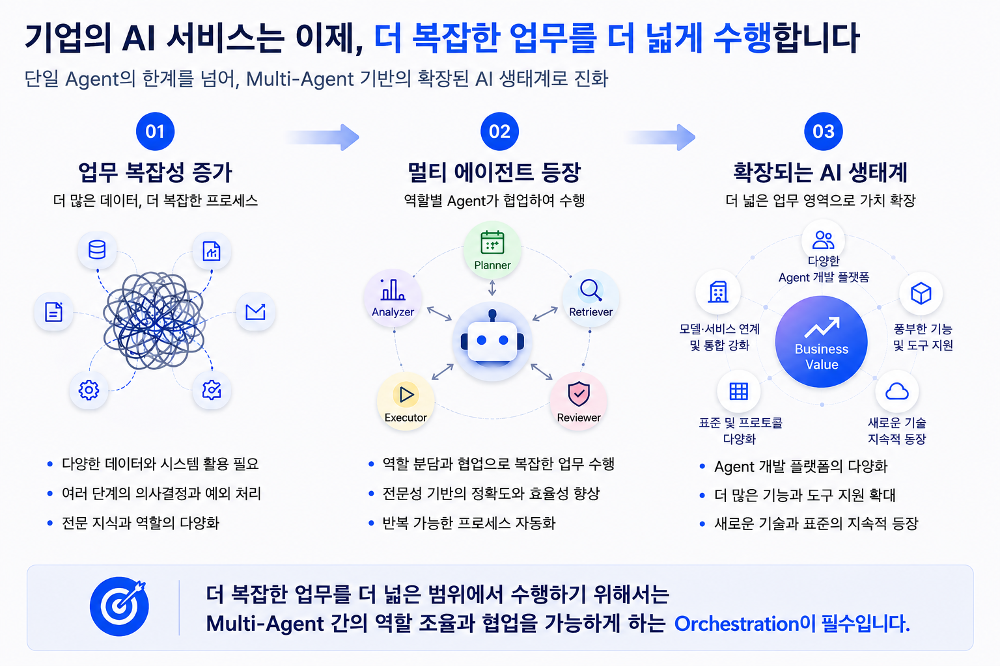 기업의 AI 서비스는 이제, 더 복잡한 업무를 더 넓게 수행합니다
단일 Agent의 한계를 넘어, Multi-Agent 기반의 확장된 AI 생태계로 진화
01
업무 복잡성 증가
더 많은 데이터, 더 복잡한 프로세스
다양한 데이터와 시스템 활용 필요
여러 단계의 의사결정과 예외 처리
전문 지식과 역할의 다양화
02
멀티 에이전트 등장
역할별 Agent가 협업하여 수행
Planner
Analyzer
Retriever
Executor
Reviewer
역할 분담과 협업으로 복잡한 업무 수행
전문성 기반의 정확도와 효율성 향상
반복 가능한 프로세스 자동화
03
확장되는 AI 생태계
더 넓은 업무 영역으로 가치 확장
다양한
Agent 개발 플랫폼
모델·서비스 연계
및 통합 강화
풍부한 기능
및 도구 지원
Business
Value
표준 및 프로토콜
다양화
새로운 기술
지속적 등장
Agent 개발 플랫폼의 다양화
더 많은 기능과 도구 지원 확대
새로운 기술과 표준의 지속적 등장
더 복잡한 업무를 더 넓은 범위에서 수행하기 위해서는
Multi-Agent 간의 역할 조율과 협업을 가능하게 하는 Orchestration이 필수입니다.